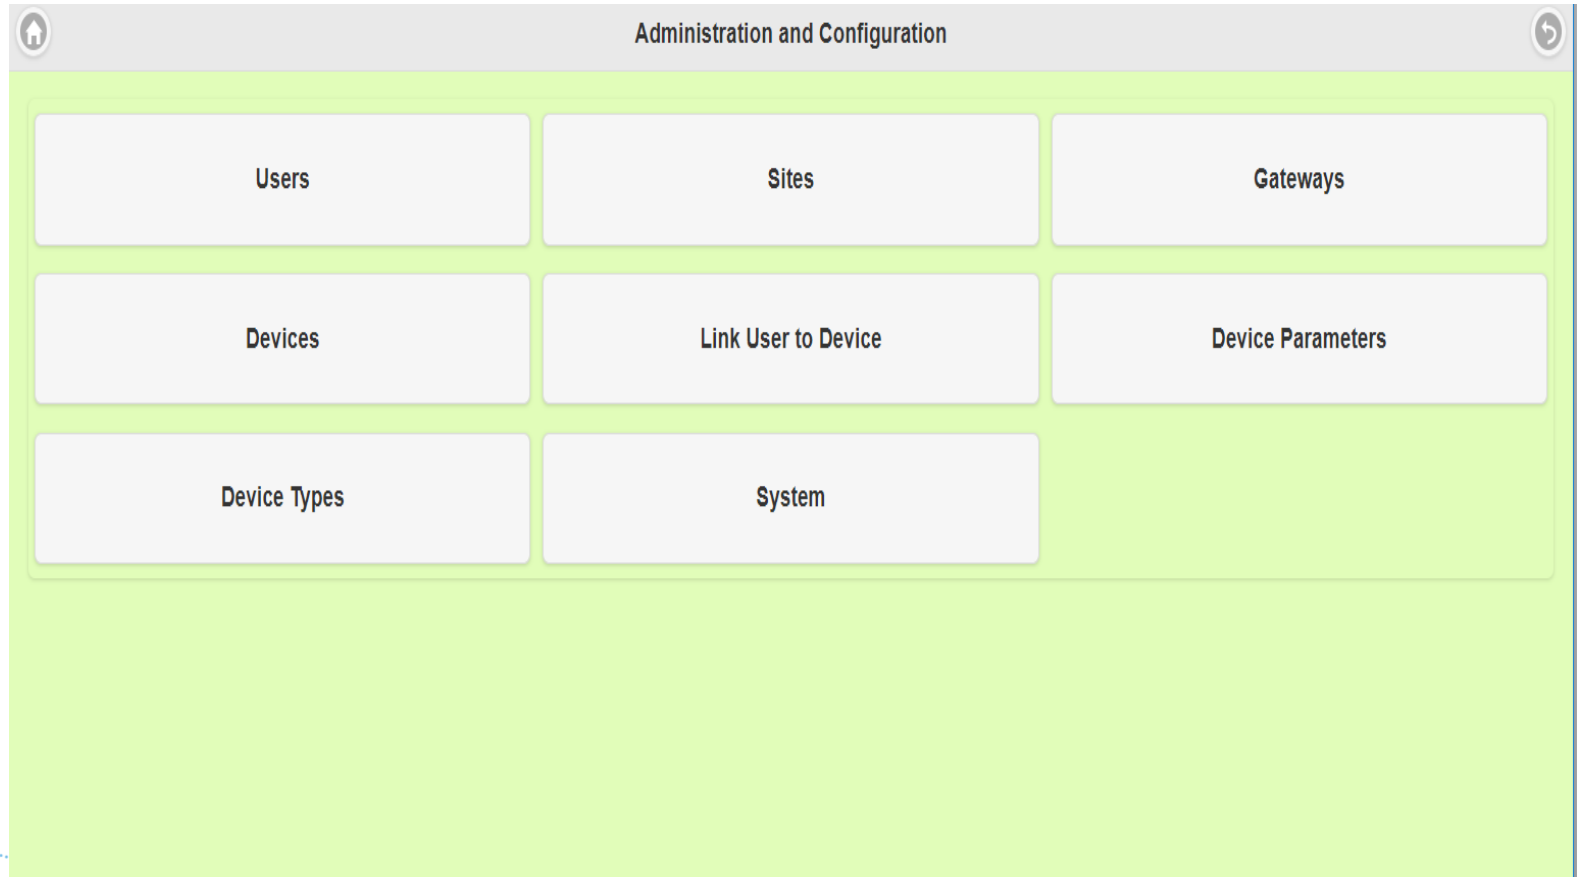 Administration and Configuration
Users
Sites
Gateways
Devices
Link User to Device
Device Parameters
Device Types
System